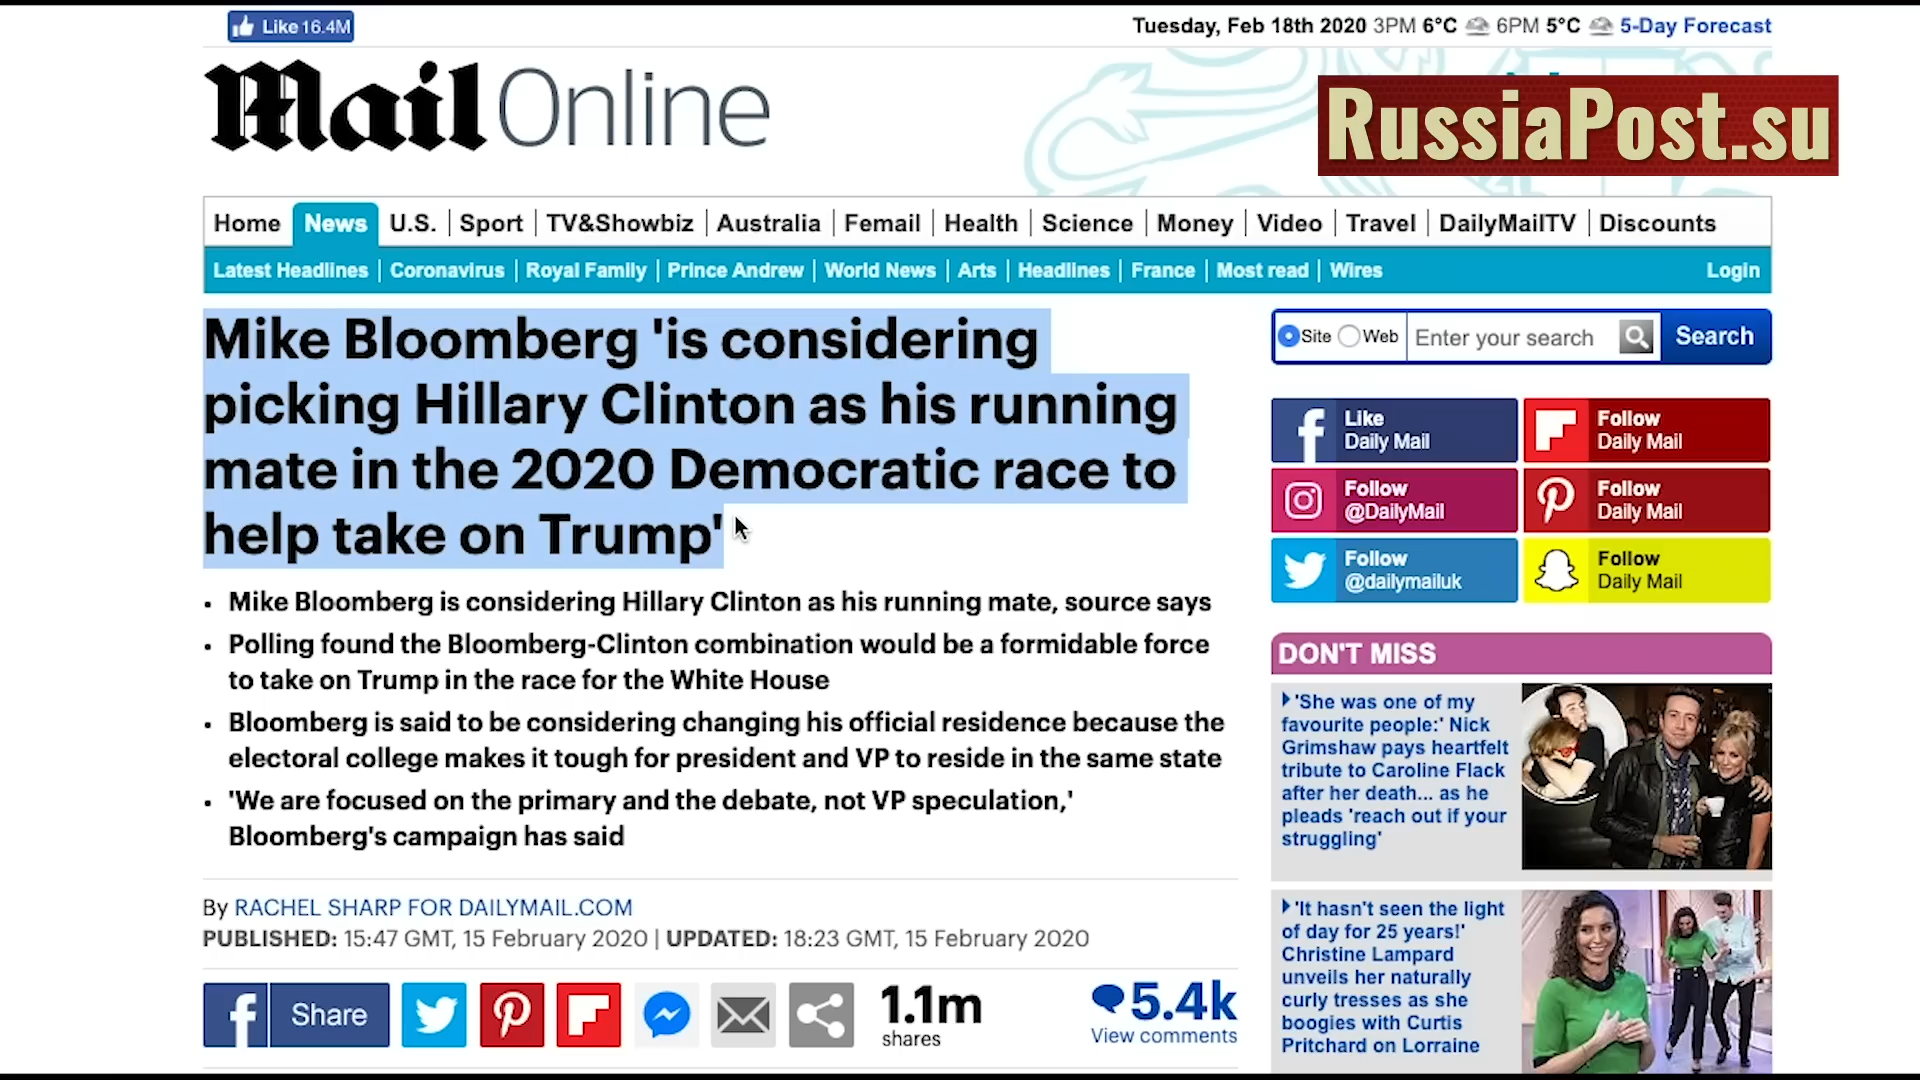 Like 16.4M
Tuesday, Feb 18th 2020 3PM 6°C 6PM 5°C 5-Day Forecast
Mail Online
RussiaPost.su
Home News U.S. Sport TV&Showbiz Australia Femail Health Science Money Video Travel DailyMailTV Discounts
Latest Headlines Coronavirus Royal Family Prince Andrew World News Arts Headlines France Most read Wires Login
Mike Bloomberg 'is considering
picking Hillary Clinton as his running
mate in the 2020 Democratic race to
help take on Trump'
• Mike Bloomberg is considering Hillary Clinton as his running mate, source says
• Polling found the Bloomberg-Clinton combination would be a formidable force
to take on Trump in the race for the White House
• Bloomberg is said to be considering changing his official residence because the
electoral college makes it tough for president and VP to reside in the same state
• 'We are focused on the primary and the debate, not VP speculation,'
Bloomberg's campaign has said
By RACHEL SHARP FOR DAILYMAIL.COM
PUBLISHED: 15:47 GMT, 15 February 2020 | UPDATED: 18:23 GMT, 15 February 2020
Share
1.1m
shares
5.4k
View comments
Site Web Enter your search Search
Like
Daily Mail
Follow
Daily Mail
Follow
@DailyMail
Follow
Daily Mail
Follow
@dailymailuk
Follow
Daily Mail
DON'T MISS
'She was one of my
favourite people:' Nick
Grimshaw pays heartfelt
tribute to Caroline Flack
after her death... as he
pleads 'reach out if your
struggling'
'It hasn't seen the light
of day for 25 years!'
Christine Lampard
unveils her naturally
curly tresses as she
boogies with Curtis
Pritchard on Lorraine